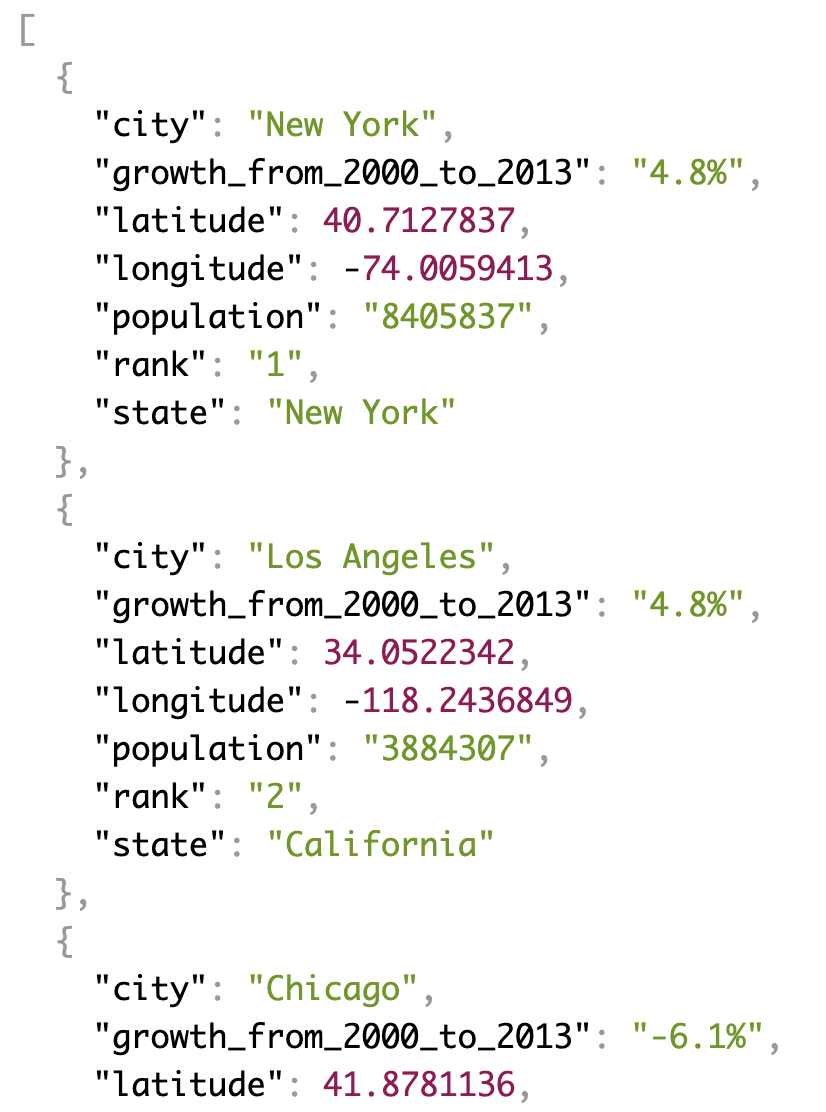 [
  {
    "city": "New York",
    "growth_from_2000_to_2013": "4.8%",
    "latitude": 40.7127837,
    "longitude": -74.0059413,
    "population": "8405837",
    "rank": "1",
    "state": "New York"
  },
  {
    "city": "Los Angeles",
    "growth_from_2000_to_2013": "4.8%",
    "latitude": 34.0522342,
    "longitude": -118.2436849,
    "population": "3884307",
    "rank": "2",
    "state": "California"
  },
  {
    "city": "Chicago",
    "growth_from_2000_to_2013": "-6.1%",
    "latitude": 41.8781136,